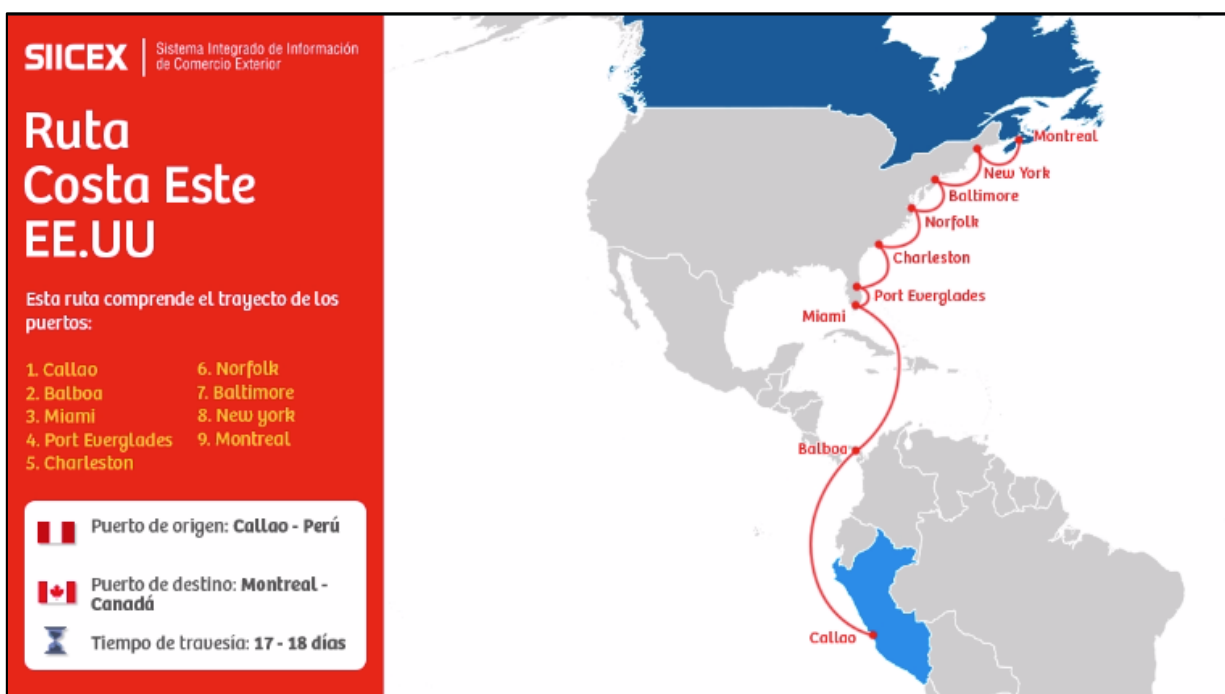 SIICEX
Sistema Integrado de Información
de Comercio Exterior
Ruta
Costa Este
EE.UU
Esta ruta comprende el trayecto de los
puertos:
1. Callao
2. Balboa
3. Miami
4. Port Everglades
5. Charleston
6. Norfolk
7. Baltimore
8. New york
9. Montreal
Puerto de origen: Callao - Perú
Puerto de destino: Montreal -
Canadá
Tiempo de travesía: 17 - 18 días
Montreal
New York
Baltimore
Norfolk
Charleston
Port Everglades
Miami
Balboa
Callao